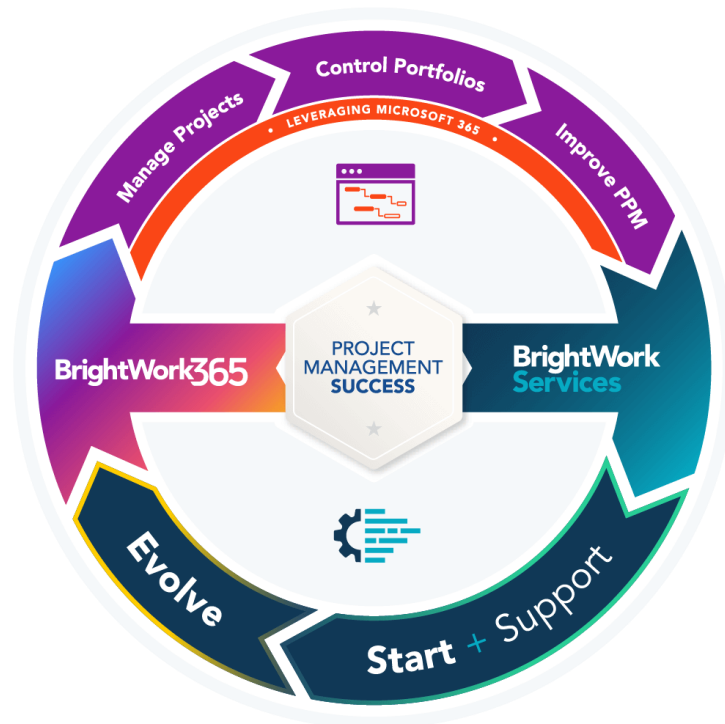 Control Portfolios
Manage Projects
Improve PPM
• LEVERAGING MICROSOFT 365 •
BrightWork365
PROJECT
MANAGEMENT
SUCCESS
BrightWork
Services
Evolve
Start + Support